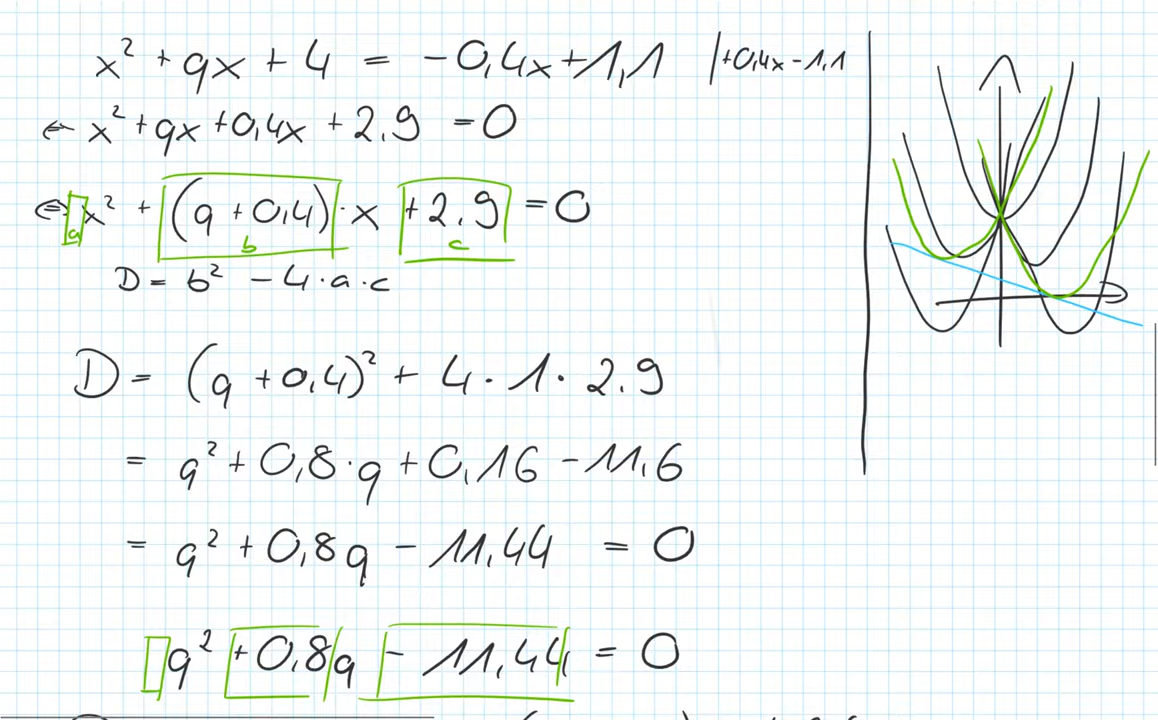 x² + qx + 4 = -0,4x+1,1 |+0,4x-1,1
⇔ x² + qx +0,4x + 2,9 = 0
⇔ x² + (q +0,4) · x +2,9 = 0
a b c
D = b² - 4 · a · c
D = (q +0,4)² + 4 · 1 · 2,9
= q² + 0,8 · q + 0,16 - 11,6
= q² + 0,8q - 11,44 = 0
q² +0,8q - 11,44 = 0